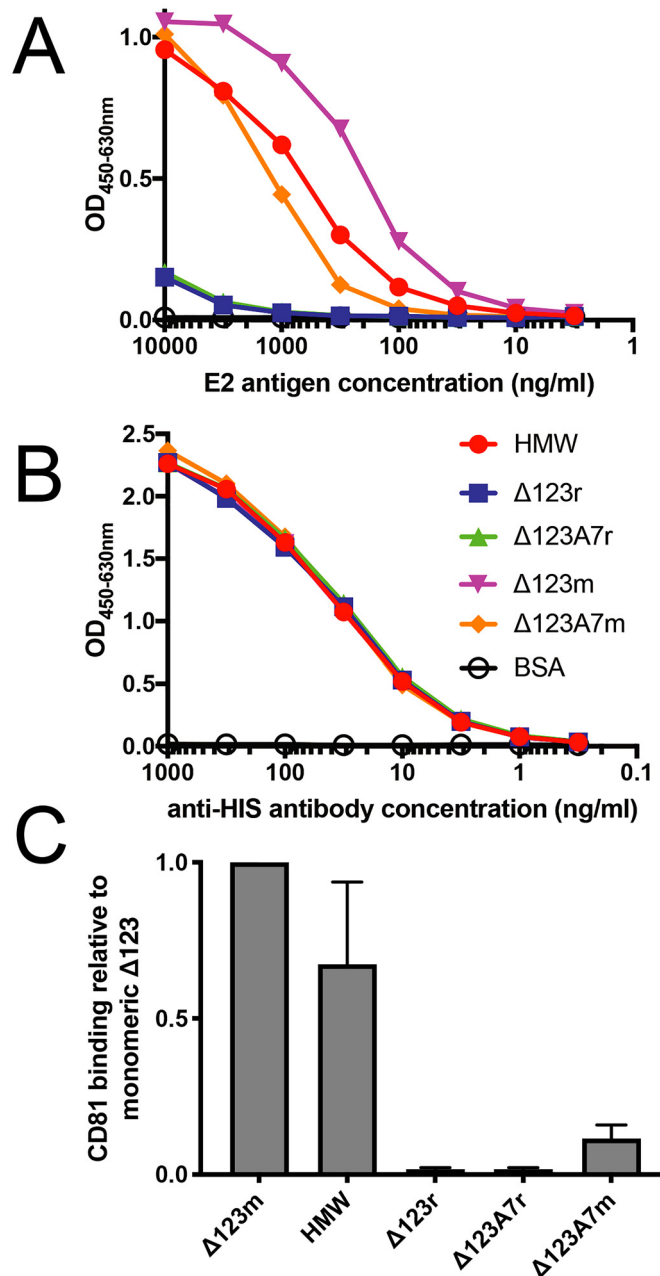 A
OD450-630nm
1.0
0.5
0.0
10000 1000 100 10 1
E2 antigen concentration (ng/ml)
B
OD450-630nm
2.5
2.0
1.5
1.0
0.5
0.0
HMW
Δ123r
Δ123A7r
Δ123m
Δ123A7m
BSA
1000 100 10 1 0.1
anti-HIS antibody concentration (ng/ml)
C
CD81 binding relative to
monomeric Δ123
1.0
0.5
0.0
Δ123m
HMW
Δ123r
Δ123A7r
Δ123A7m